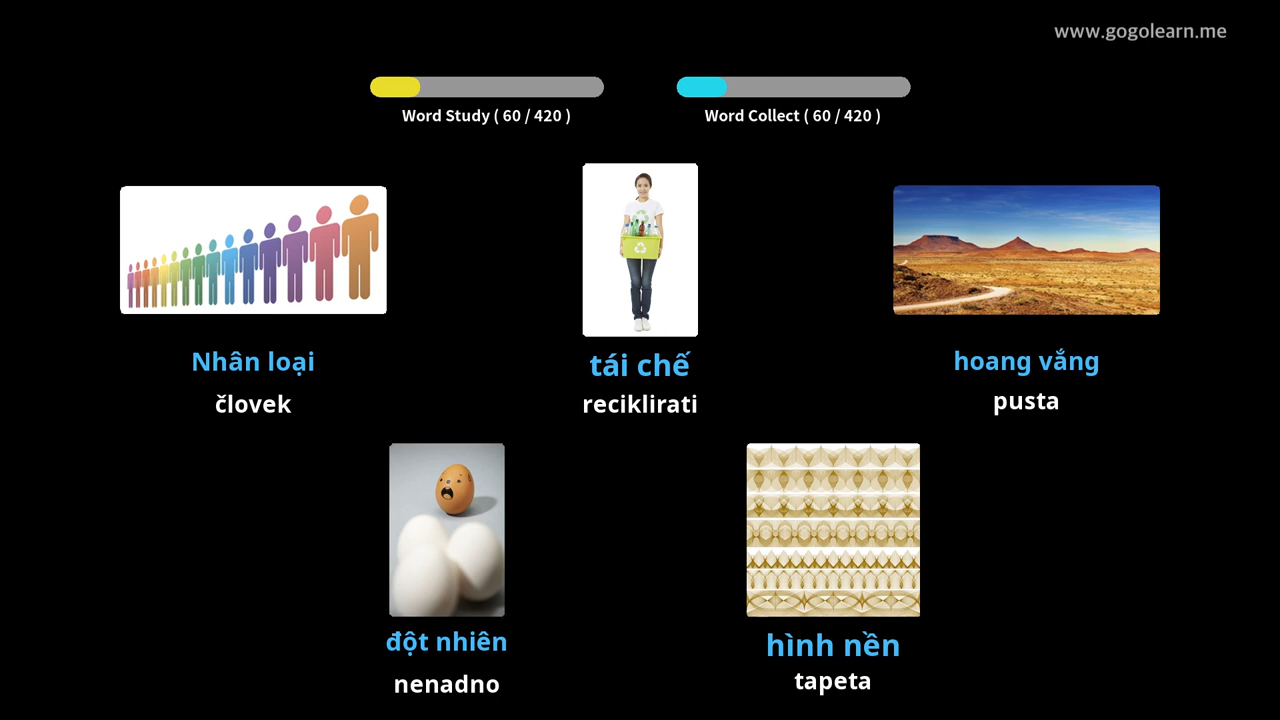 www.gogolearn.me
Word Study ( 60 / 420 )
Word Collect ( 60 / 420 )
Nhân loại
človek
tái chế
reciklirati
hoang vắng
pusta
đột nhiên
nenadno
hình nền
tapeta